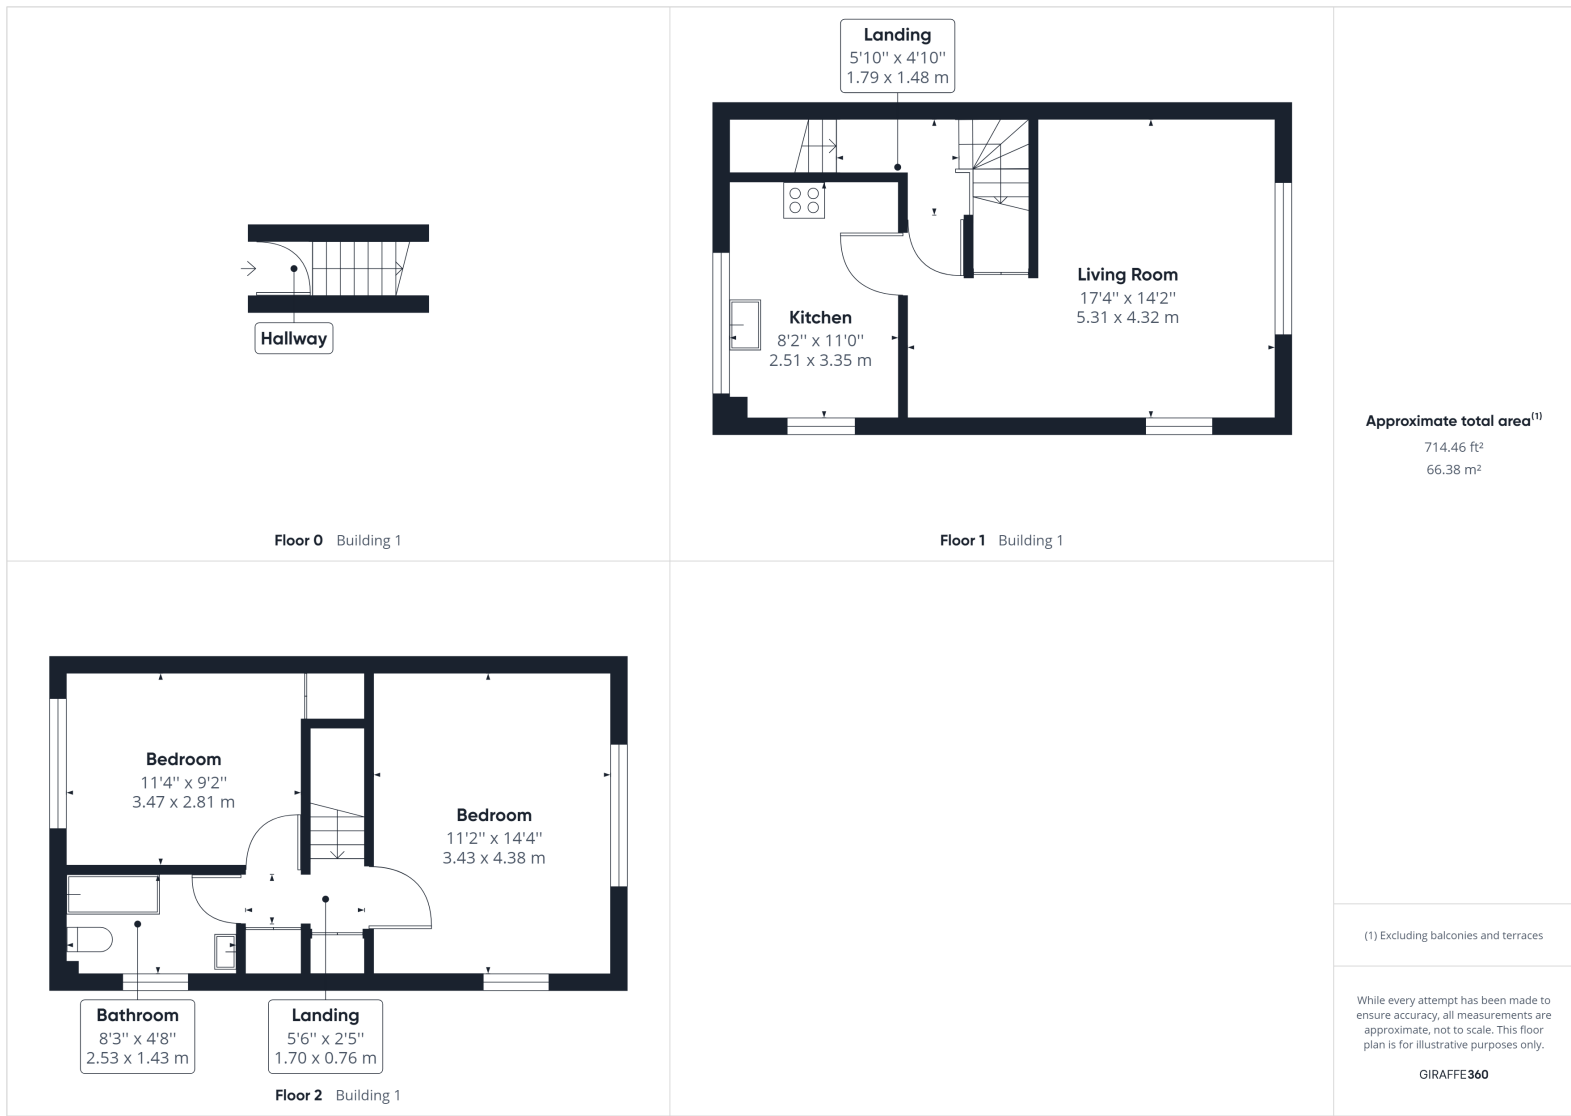 Hallway
Floor 0 Building 1
Landing
5'10'' x 4'10''
1.79 x 1.48 m
Living Room
17'4'' x 14'2''
5.31 x 4.32 m
Kitchen
8'2'' x 11'0''
2.51 x 3.35 m
Floor 1 Building 1
Bedroom
11'4'' x 9'2''
3.47 x 2.81 m
Bedroom
11'2'' x 14'4''
3.43 x 4.38 m
Bathroom
8'3'' x 4'8''
2.53 x 1.43 m
Landing
5'6'' x 2'5''
1.70 x 0.76 m
Floor 2 Building 1
Approximate total area(1)
714.46 ft²
66.38 m²
(1) Excluding balconies and terraces
While every attempt has been made to
ensure accuracy, all measurements are
approximate, not to scale. This floor
plan is for illustrative purposes only.
GIRAFFE360